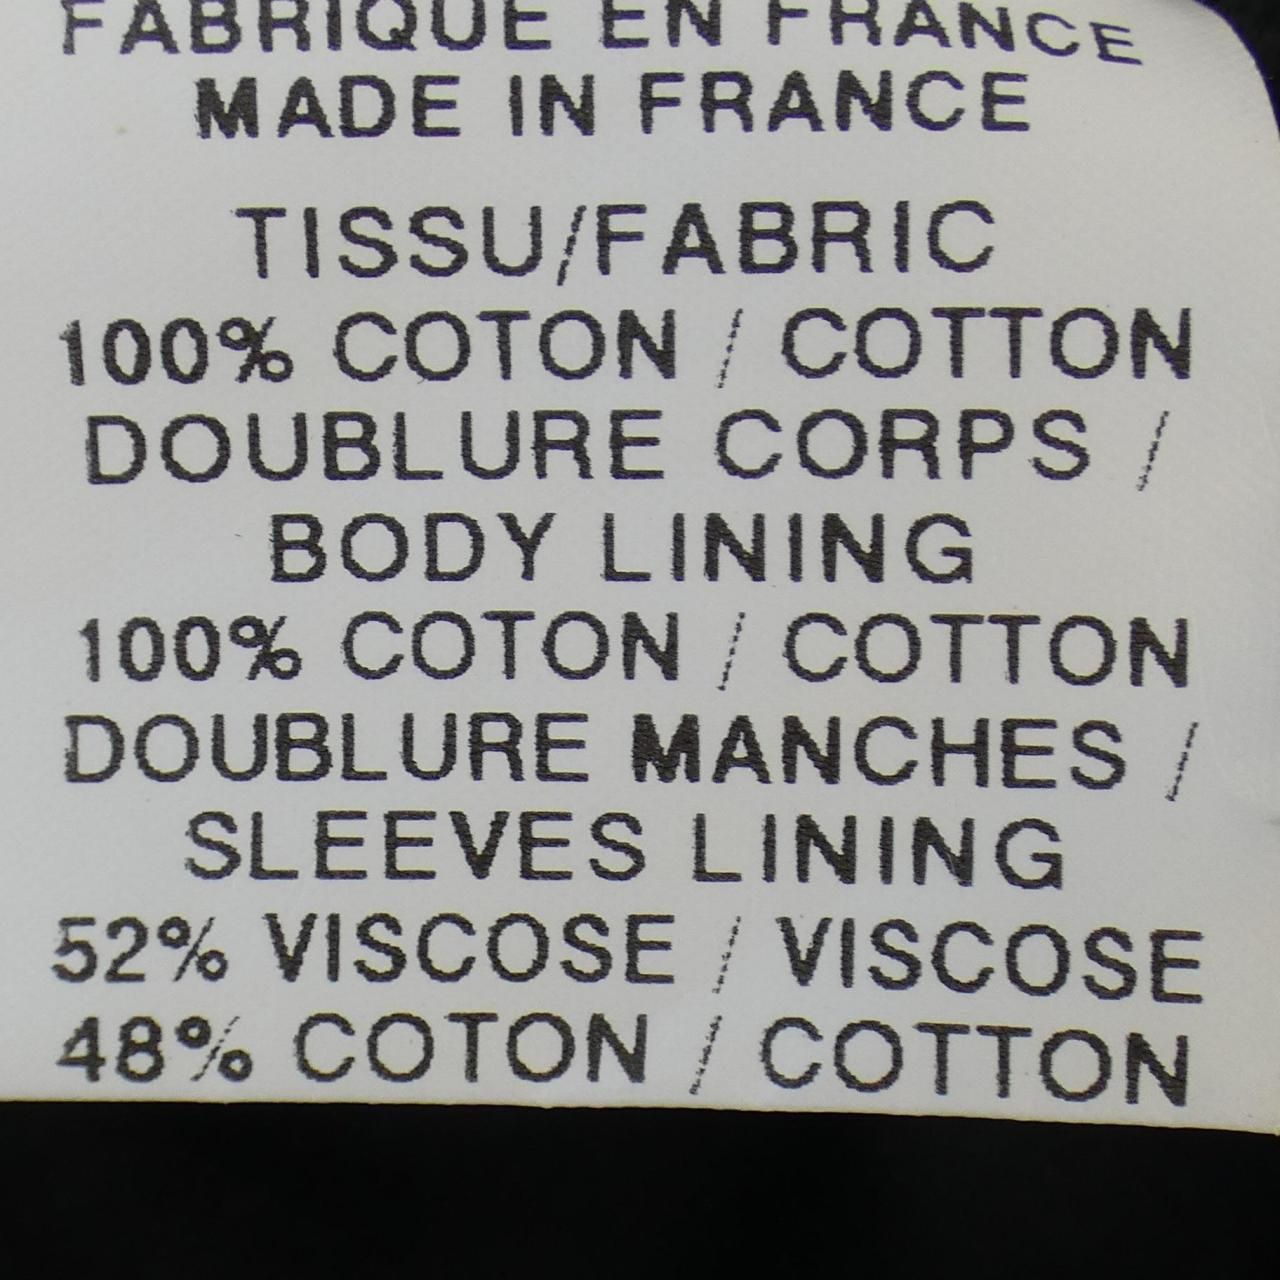 FABRIQUE EN FRANCE
MADE IN FRANCE
TISSU/FABRIC
100% COTON / COTTON
DOUBLURE CORPS /
BODY LINING
100% COTON / COTTON
DOUBLURE MANCHES /
SLEEVES LINING
52% VISCOSE / VISCOSE
48% COTON / COTTON